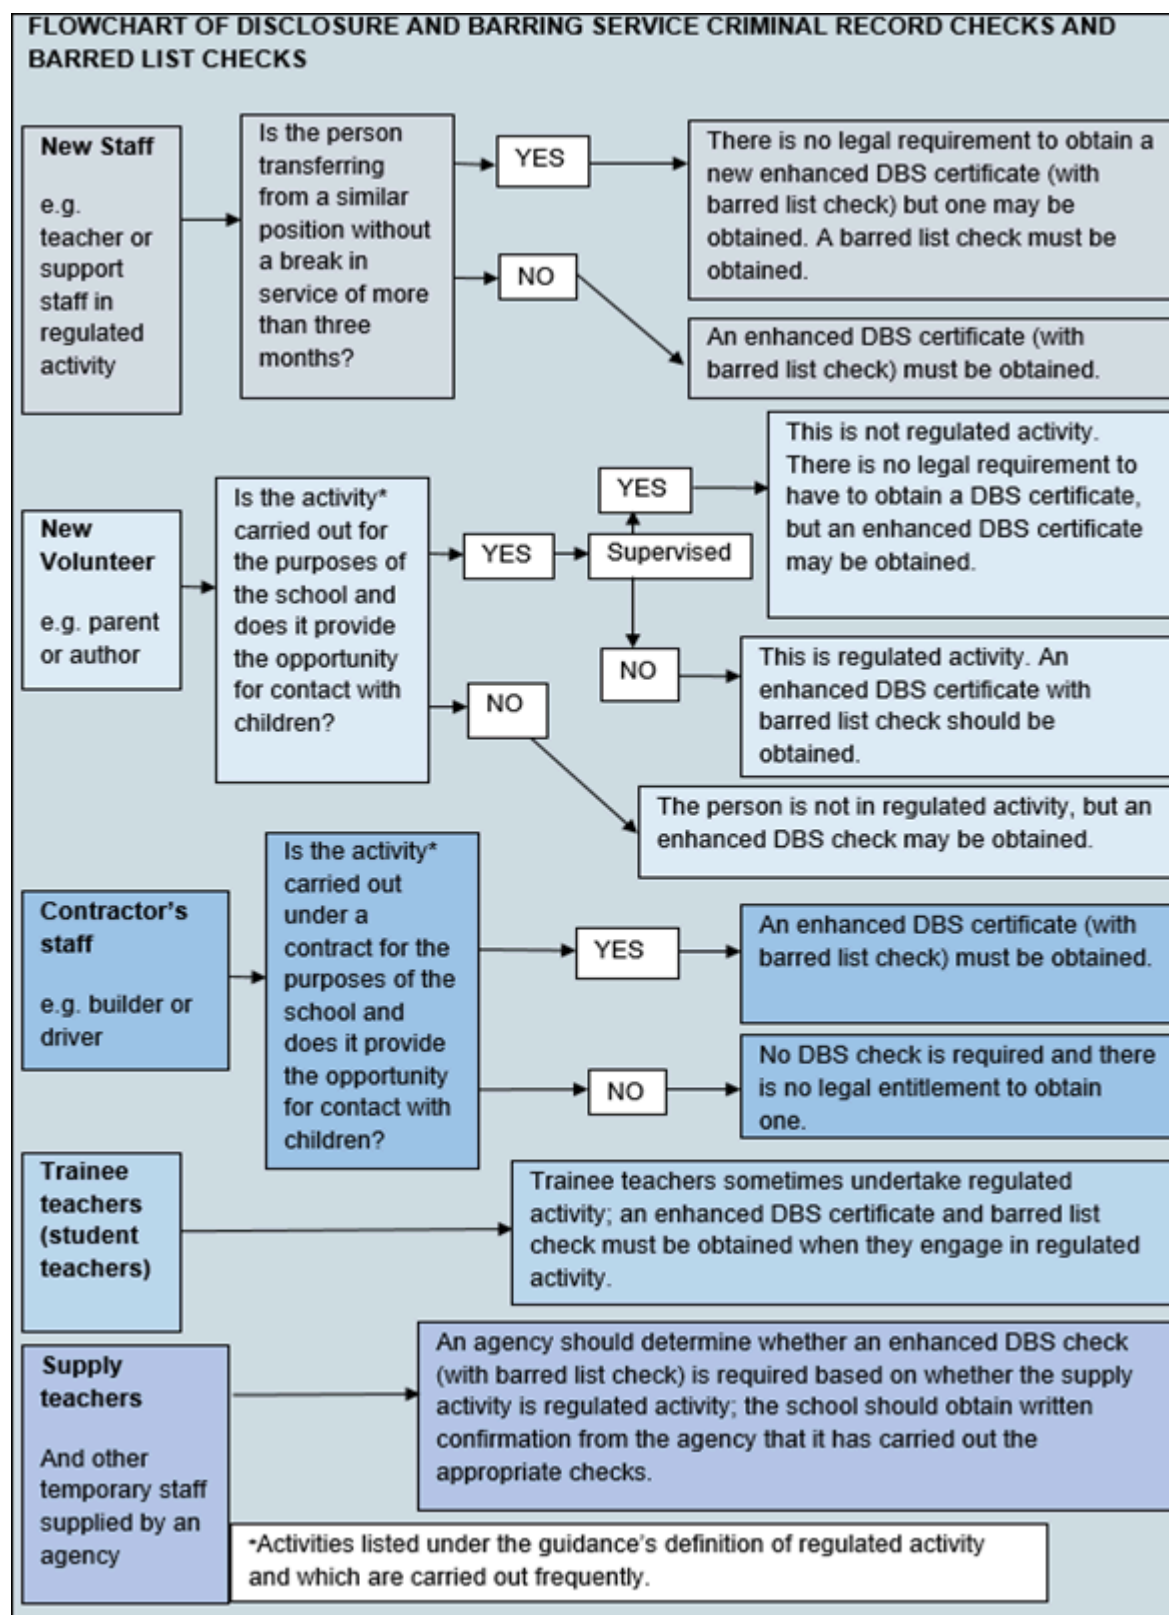 FLOWCHART OF DISCLOSURE AND BARRING SERVICE CRIMINAL RECORD CHECKS AND
BARRED LIST CHECKS
New Staff
e.g.
teacher or
support
staff in
regulated
activity
Is the person
transferring
from a similar
position without
a break in
service of more
than three
months?
YES
NO
There is no legal requirement to obtain a
new enhanced DBS certificate (with
barred list check) but one may be
obtained. A barred list check must be
obtained.
An enhanced DBS certificate (with
barred list check) must be obtained.
New
Volunteer
e.g. parent
or author
Is the activity*
carried out for
the purposes of
the school and
does it provide
the opportunity
for contact with
children?
YES
NO
Supervised
YES
NO
This is not regulated activity.
There is no legal requirement to
have to obtain a DBS certificate,
but an enhanced DBS certificate
may be obtained.
This is regulated activity. An
enhanced DBS certificate with
barred list check should be
obtained.
The person is not in regulated activity, but an
enhanced DBS check may be obtained.
Contractor's
staff
e.g. builder or
driver
Is the activity*
carried out
under a
contract for the
purposes of the
school and
does it provide
the opportunity
for contact with
children?
YES
NO
An enhanced DBS certificate (with
barred list check) must be obtained.
No DBS check is required and there
is no legal entitlement to obtain
one.
Trainee
teachers
(student
teachers)
Trainee teachers sometimes undertake regulated
activity; an enhanced DBS certificate and barred list
check must be obtained when they engage in regulated
activity.
Supply
teachers
And other
temporary staff
supplied by an
agency
An agency should determine whether an enhanced DBS check
(with barred list check) is required based on whether the supply
activity is regulated activity; the school should obtain written
confirmation from the agency that it has carried out the
appropriate checks.
*Activities listed under the guidance's definition of regulated activity
and which are carried out frequently.